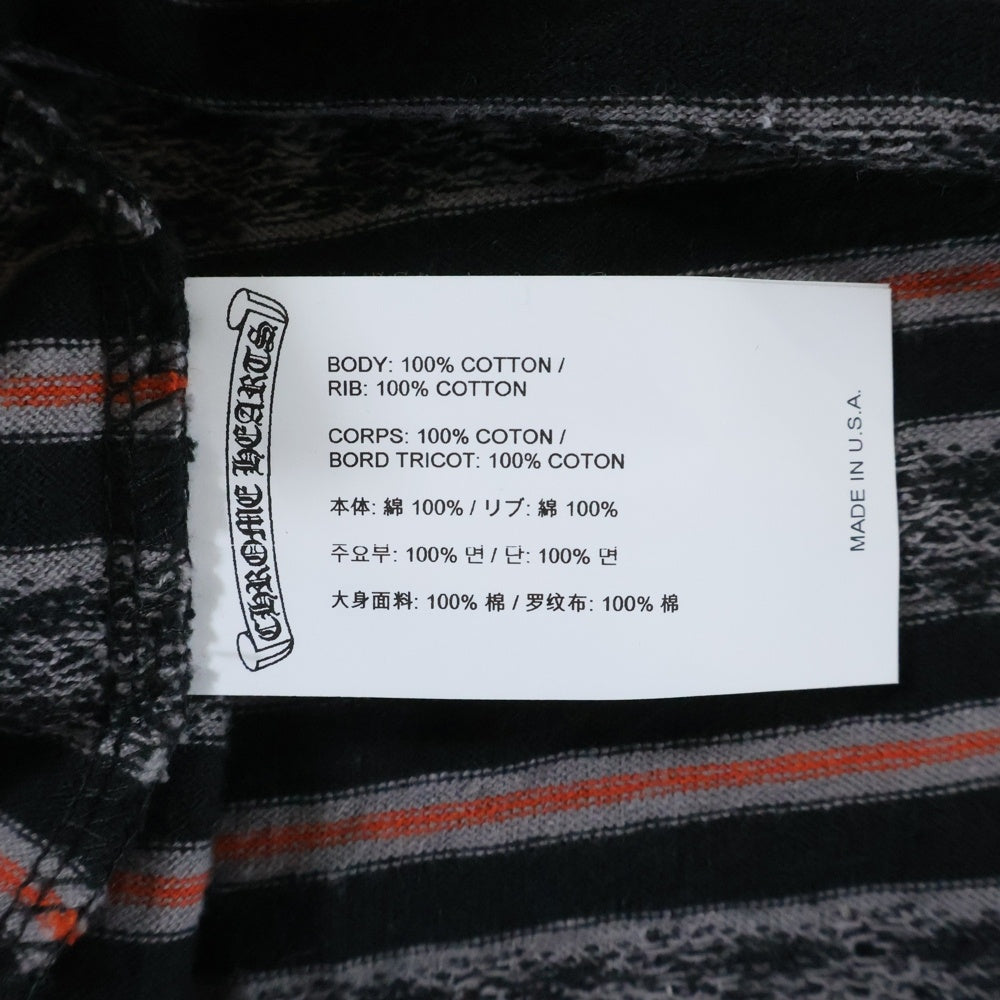 CHROME HEARTS
BODY: 100% COTTON /
RIB: 100% COTTON
CORPS: 100% COTON /
BORD TRICOT: 100% COTON
本体: 綿 100% / リブ: 綿 100%
주요부: 100% 면 / 단: 100% 면
大身面料: 100% 棉 / 罗纹布: 100% 棉
MADE IN U.S.A.